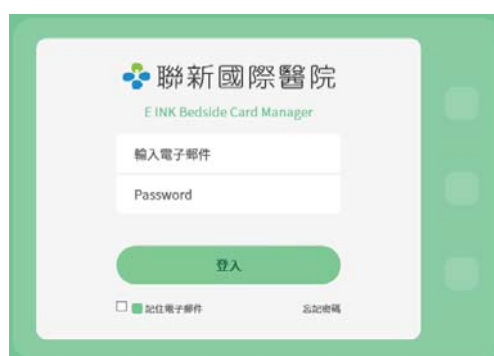 聯新國際醫院
E INK Bedside Card Manager
輸入電子郵件
Password
登入
記住電子郵件 忘記密碼